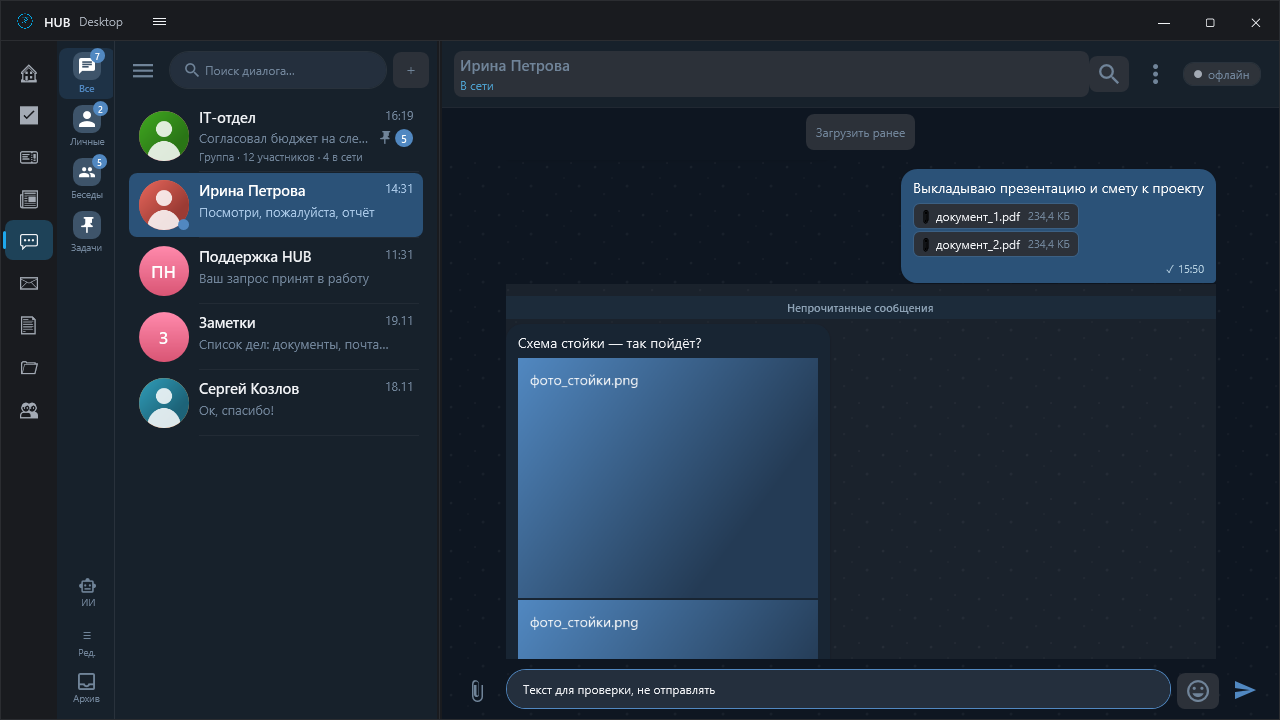 HUB Desktop
7
Все
2
Личные
5
Беседы
Задачи
ИИ
Ред.
Архив
Поиск диалога...
+
IT-отдел 16:19
Согласовал бюджет на сле... 5
Группа · 12 участников · 4 в сети
Ирина Петрова 14:31
Посмотри, пожалуйста, отчёт
ПН
Поддержка HUB 11:31
Ваш запрос принят в работу
З
Заметки 19.11
Список дел: документы, почта...
Сергей Козлов 18.11
Ок, спасибо!
Ирина Петрова
В сети
офлайн
Загрузить ранее
Выкладываю презентацию и смету к проекту
документ_1.pdf 234,4 КБ
документ_2.pdf 234,4 КБ
✓ 15:50
Непрочитанные сообщения
Схема стойки — так пойдёт?
фото_стойки.png
фото_стойки.png
Текст для проверки, не отправлять